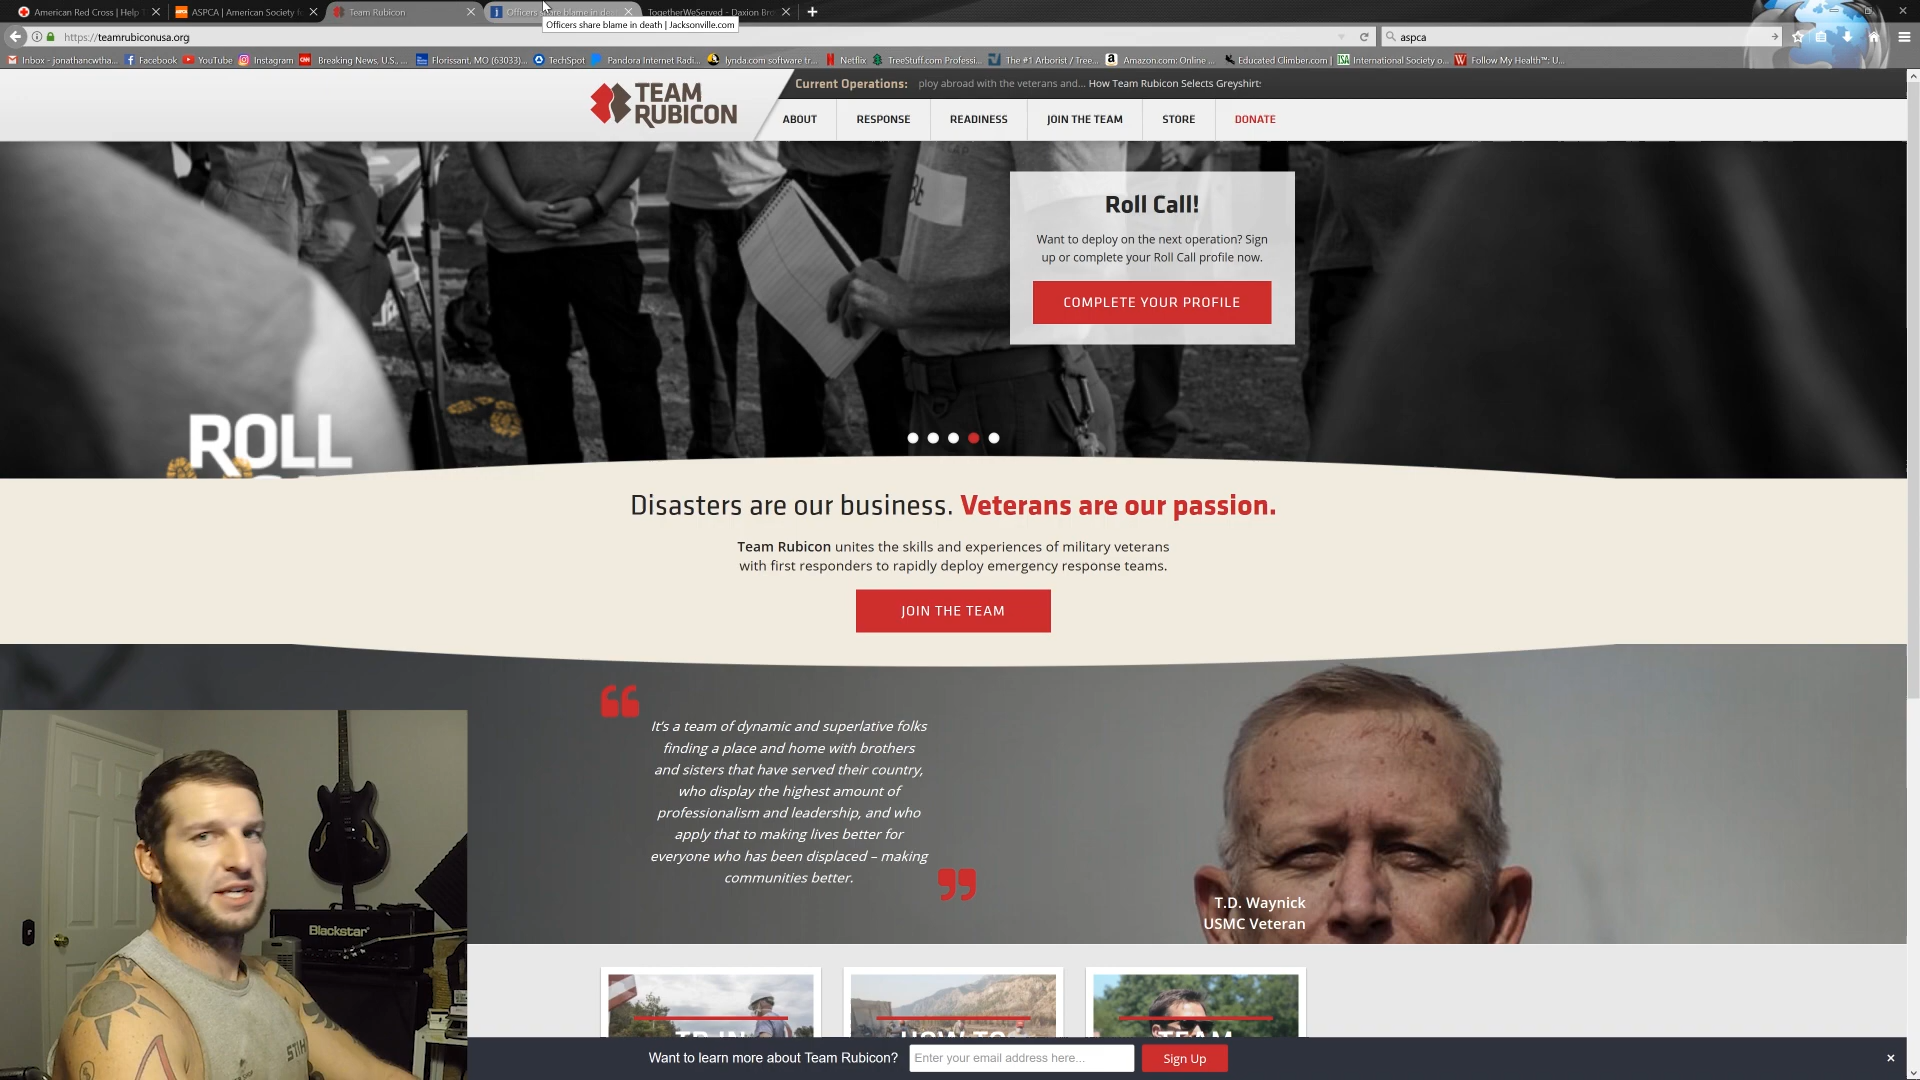 American Red Cross | Help
ASPCA | American Society f
Team Rubicon
Officers share blame in dea
TogetherWeServed - Daxion Br
Officers share blame in death | Jacksonville.com
https://teamrubiconusa.org
aspca
Inbox - jonathancwtha...
Facebook
YouTube
Instagram
Breaking News, U.S., ...
Florissant, MO (63033)...
TechSpot
Pandora Internet Radi...
lynda.com software tr...
Netflix
TreeStuff.com Professi...
The #1 Arborist / Tree...
Amazon.com: Online ...
Educated Climber.com |
International Society o...
Follow My Health™: U...
TEAM
RUBICON
Current Operations:
ploy abroad with the veterans and... How Team Rubicon Selects Greyshirt
ABOUT
RESPONSE
READINESS
JOIN THE TEAM
STORE
DONATE
Roll Call!
Want to deploy on the next operation? Sign
up or complete your Roll Call profile now.
COMPLETE YOUR PROFILE
ROLL
Disasters are our business. Veterans are our passion.
Team Rubicon unites the skills and experiences of military veterans
with first responders to rapidly deploy emergency response teams.
JOIN THE TEAM
It's a team of dynamic and superlative folks
finding a place and home with brothers
and sisters that have served their country,
who display the highest amount of
professionalism and leadership, and who
apply that to making lives better for
everyone who has been displaced – making
communities better.
T.D. Waynick
USMC Veteran
Blackstar
STIH
TR IN
HOW TO
TEAM
Want to learn more about Team Rubicon?
Enter your email address here...
Sign Up